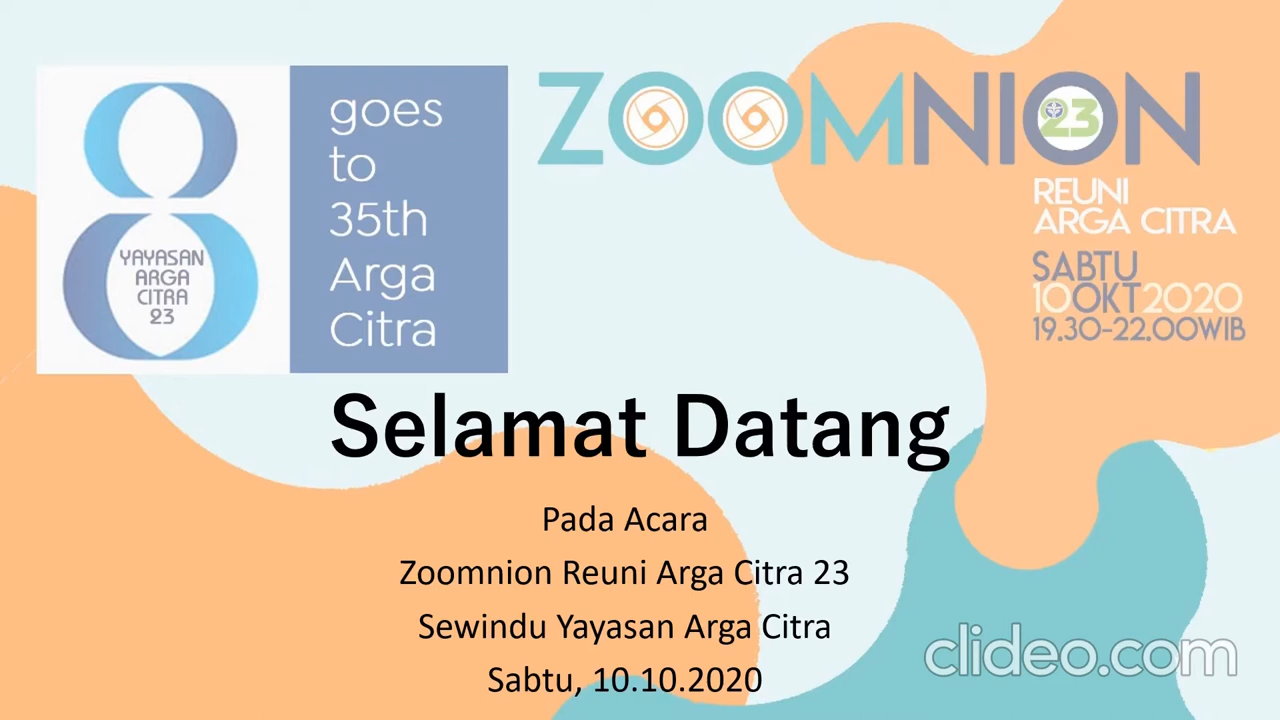 8
YAYASAN
ARGA
CITRA
23
goes
to
35th
Arga
Citra
ZOOMNION
23
REUNI
ARGA CITRA
SABTU
10OKT2020
19.30-22.00WIB
Selamat Datang
Pada Acara
Zoomnion Reuni Arga Citra 23
Sewindu Yayasan Arga Citra
Sabtu, 10.10.2020
clideo.com